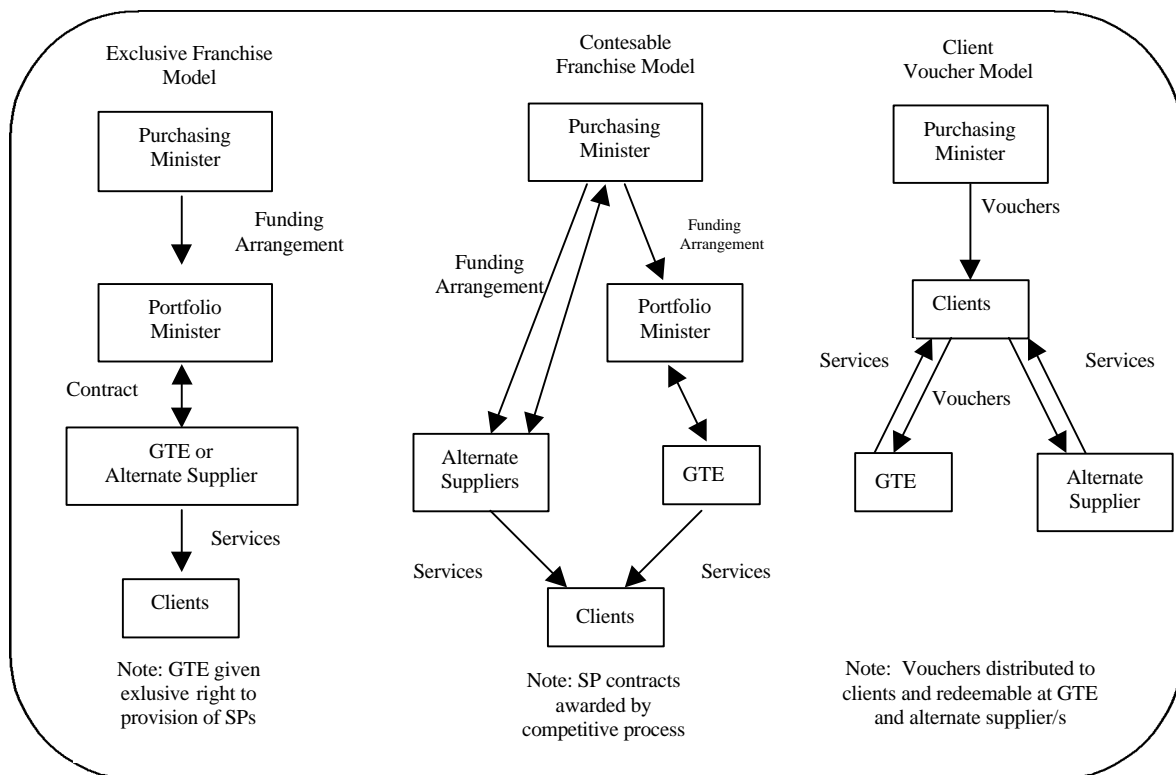 Exclusive Franchise
Model
Purchasing
Minister
Funding
Arrangement
Portfolio
Minister
Contract
GTE or
Alternate Supplier
Services
Clients
Note: GTE given
exlusive right to
provision of SPs
Contesable
Franchise Model
Purchasing
Minister
Funding
Arrangement
Funding
Arrangement
Portfolio
Minister
Alternate
Suppliers
GTE
Services
Services
Clients
Note: SP contracts
awarded by
competitive process
Client
Voucher Model
Purchasing
Minister
Vouchers
Clients
Services
Services
Vouchers
GTE
Alternate
Supplier
Note: Vouchers distributed to
clients and redeemable at GTE
and alternate supplier/s